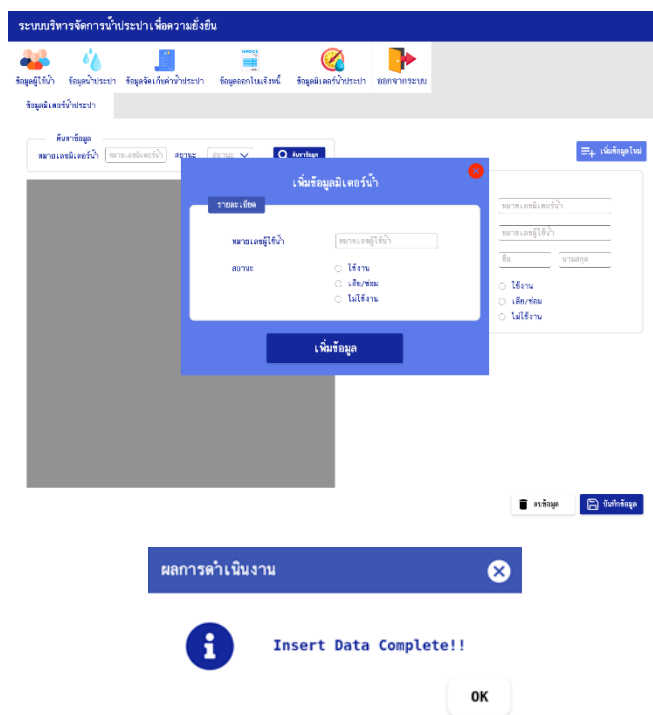 ระบบบริหารจัดการน้ำประปาเพื่อความยั่งยืน
ข้อมูลผู้ใช้น้ำ ข้อมูลน้ำประปา ข้อมูลจัดเก็บค่าน้ำประปา ข้อมูลออกใบแจ้งหนี้ ข้อมูลมิเตอร์น้ำประปา ออกจากระบบ
ข้อมูลมิเตอร์น้ำประปา
ค้นหาข้อมูล
หมายเลขมิเตอร์น้ำ หมายเลขมิเตอร์น้ำ สถานะ สถานะ ค้นหาข้อมูล
เพิ่มข้อมูลใหม่
เพิ่มข้อมูลมิเตอร์น้ำ
รายละเอียด
หมายเลขผู้ใช้น้ำ หมายเลขผู้ใช้น้ำ
สถานะ ใช้งาน
เสีย/ซ่อม
ไม่ใช้งาน
เพิ่มข้อมูล
หมายเลขมิเตอร์น้ำ
หมายเลขผู้ใช้น้ำ
ชื่อ นามสกุล
ใช้งาน
เสีย/ซ่อม
ไม่ใช้งาน
ลบข้อมูล บันทึกข้อมูล
ผลการดำเนินงาน
Insert Data Complete!!
OK